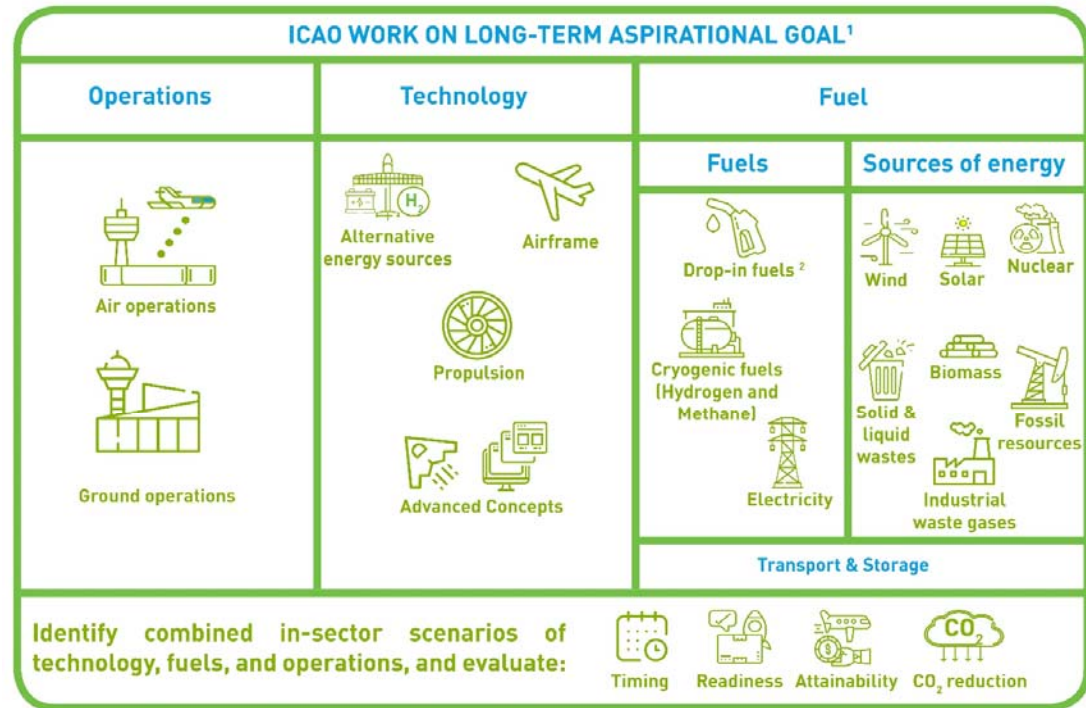 ICAO WORK ON LONG-TERM ASPIRATIONAL GOAL¹
Operations
Technology
Fuel
Air operations
Ground operations
H₂
Alternative
energy sources
Airframe
Propulsion
Advanced Concepts
Fuels
Drop-in fuels ²
Cryogenic fuels
(Hydrogen and
Methane)
Electricity
Sources of energy
Wind
Solar
Nuclear
Solid &
liquid
wastes
Biomass
Fossil
resources
Industrial
waste gases
Transport & Storage
Identify combined in-sector scenarios of
technology, fuels, and operations, and evaluate:
Timing
Readiness
$
Attainability
CO₂
CO₂ reduction